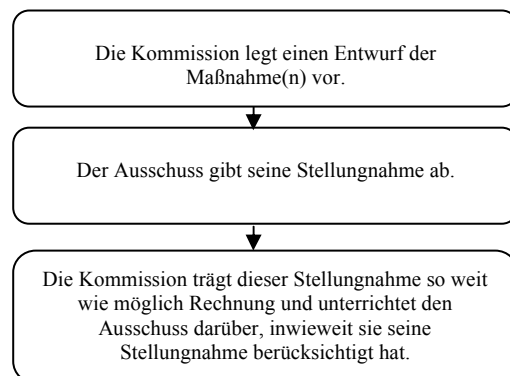 Die Kommission legt einen Entwurf der
Maßnahme(n) vor.
Der Ausschuss gibt seine Stellungnahme ab.
Die Kommission trägt dieser Stellungnahme so weit
wie möglich Rechnung und unterrichtet den
Ausschuss darüber, inwieweit sie seine
Stellungnahme berücksichtigt hat.